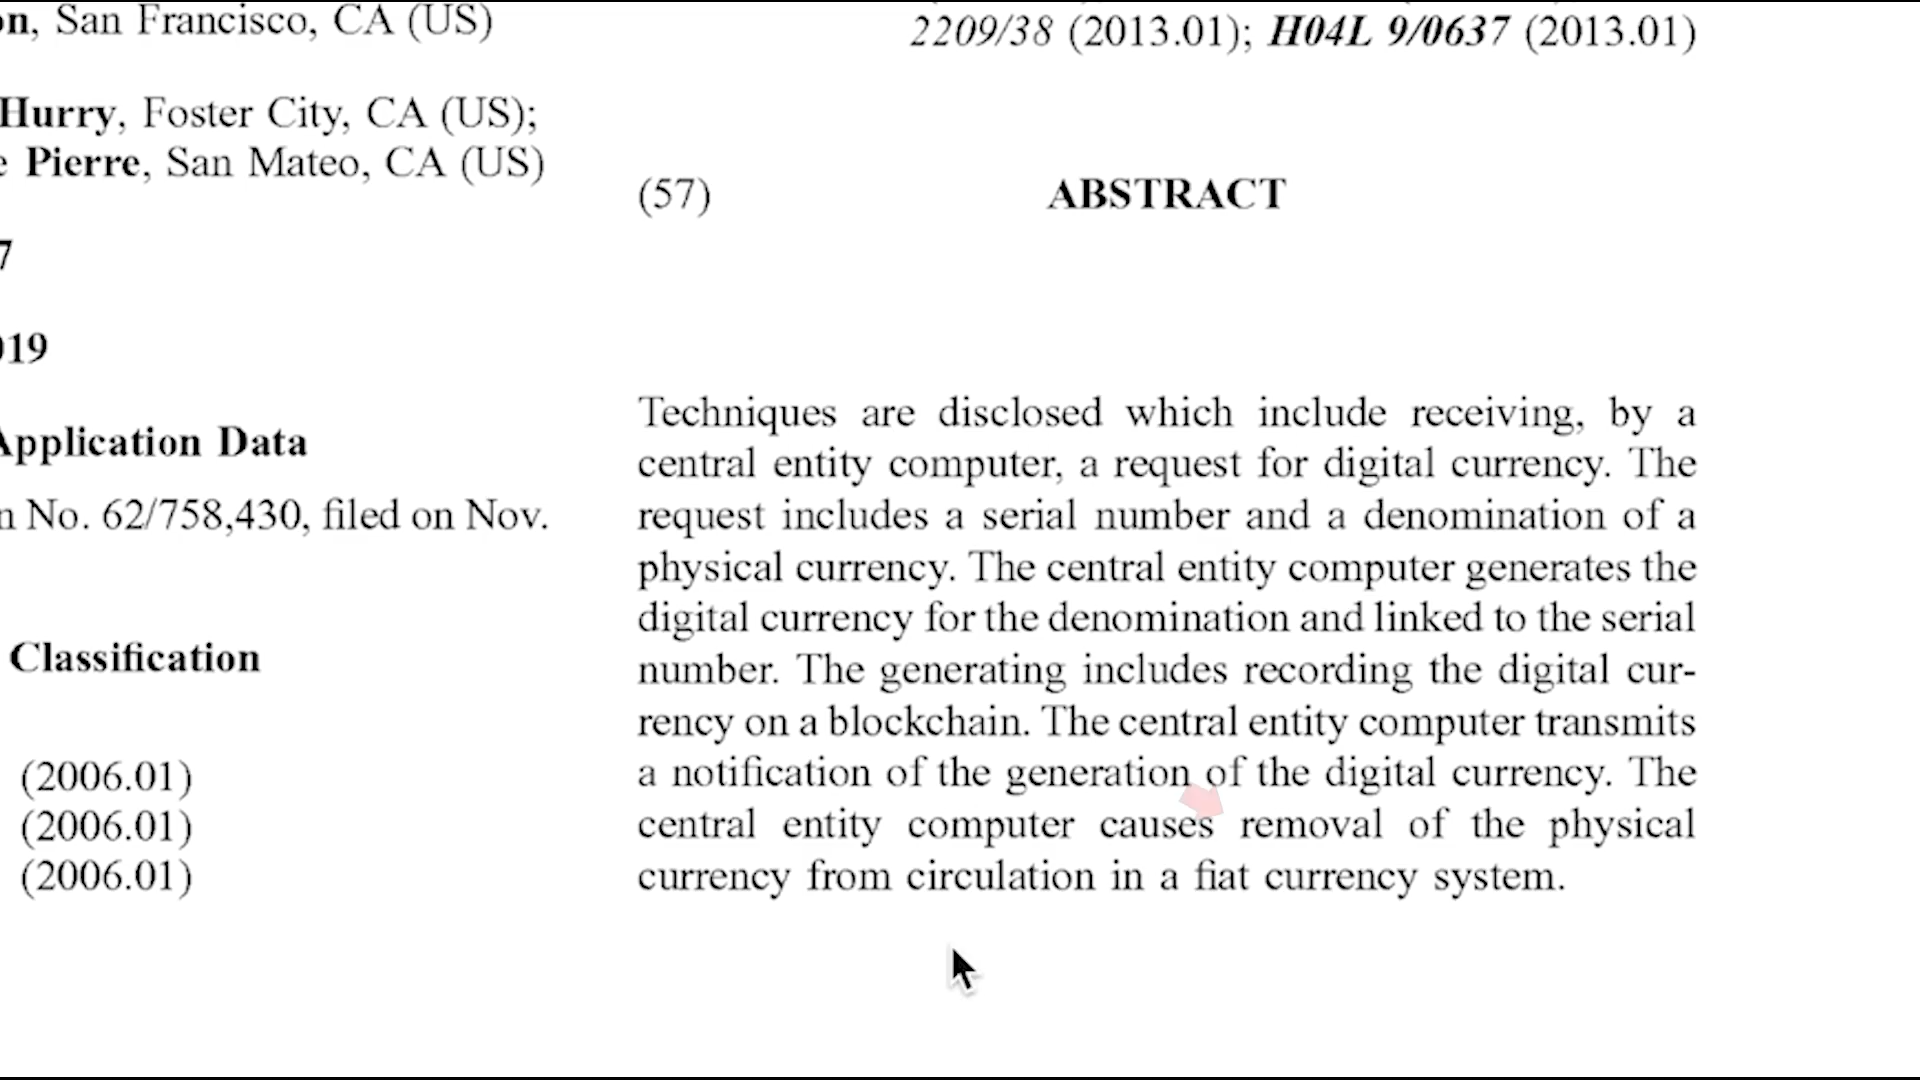 on, San Francisco, CA (US)
Hurry, Foster City, CA (US);
e Pierre, San Mateo, CA (US)
7
019
Application Data
n No. 62/758,430, filed on Nov.
Classification
(2006.01)
(2006.01)
(2006.01)
2209/38 (2013.01); H04L 9/0637 (2013.01)
(57) ABSTRACT
Techniques are disclosed which include receiving, by a
central entity computer, a request for digital currency. The
request includes a serial number and a denomination of a
physical currency. The central entity computer generates the
digital currency for the denomination and linked to the serial
number. The generating includes recording the digital cur-
rency on a blockchain. The central entity computer transmits
a notification of the generation of the digital currency. The
central entity computer causes removal of the physical
currency from circulation in a fiat currency system.